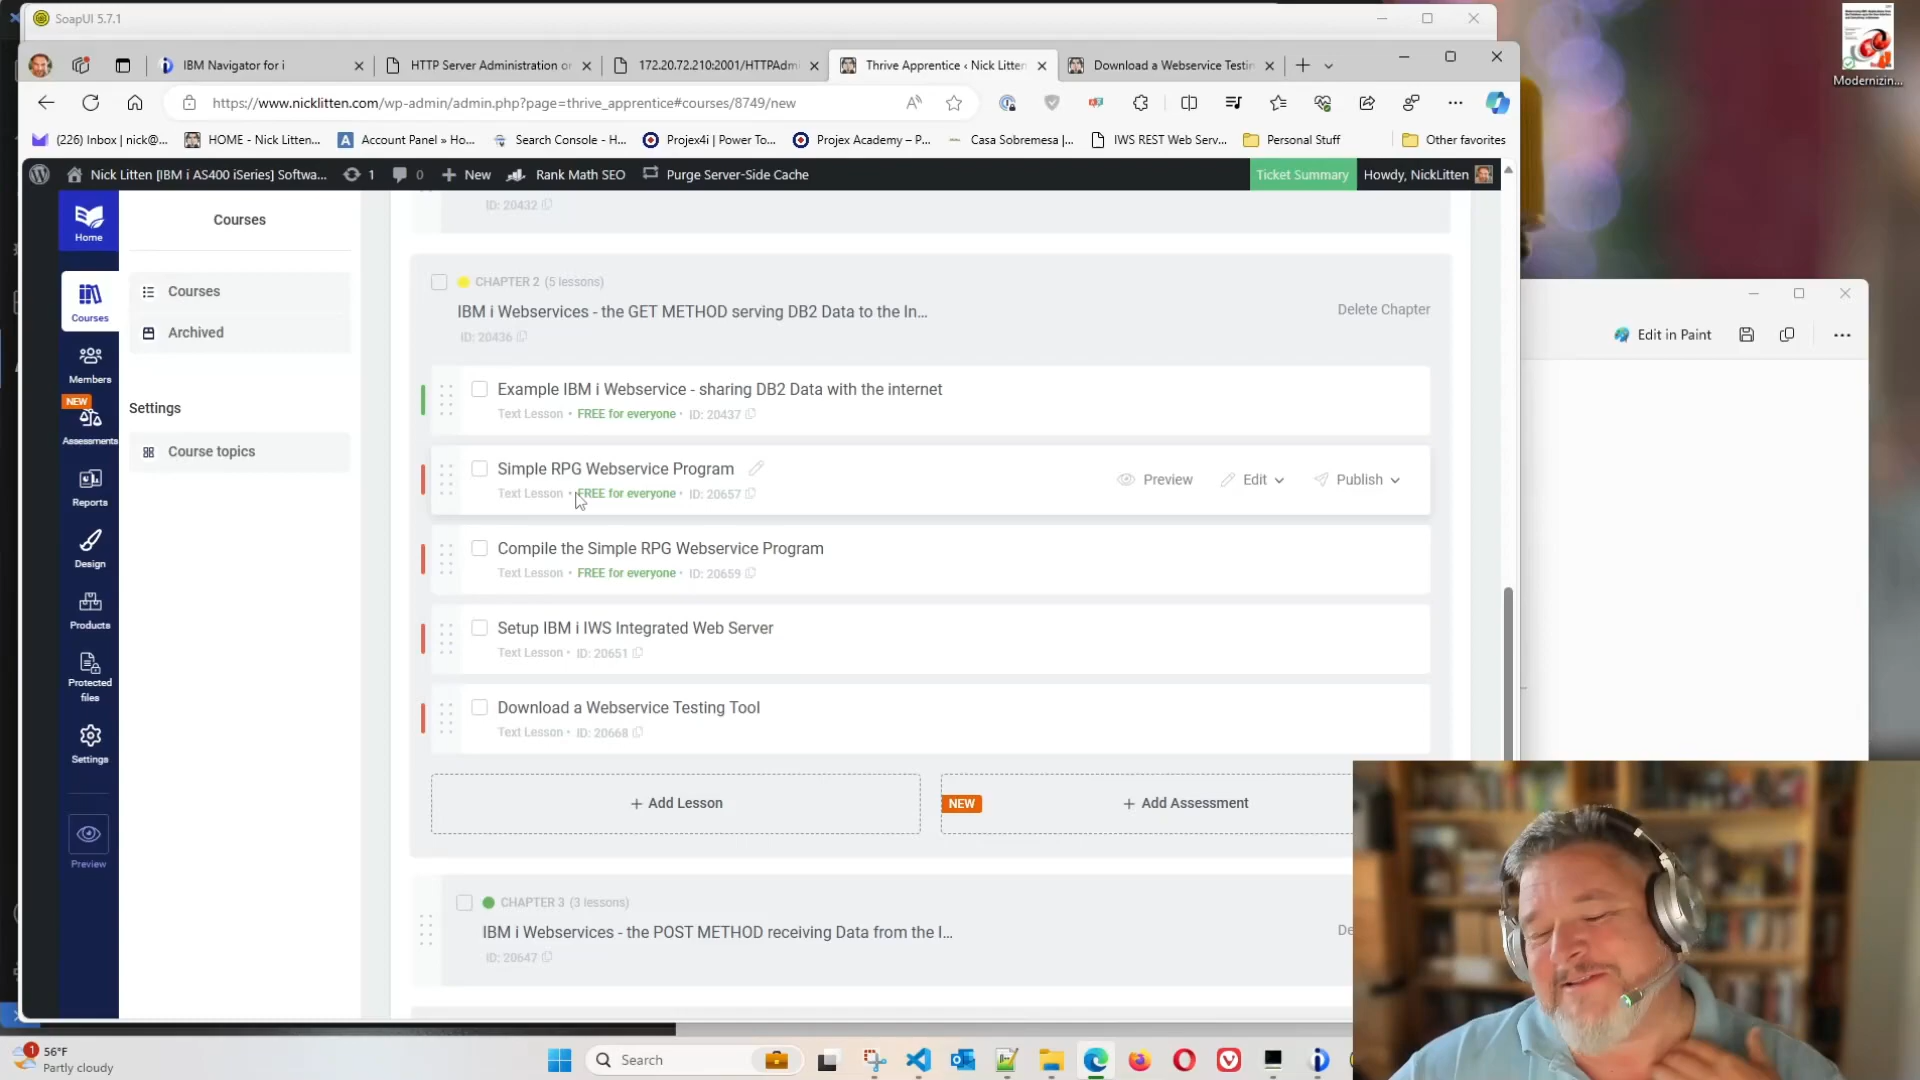 SoapUI 5.7.1
IBM Navigator for i
HTTP Server Administration or
172.20.72.210:2001/HTTPAdmi
Thrive Apprentice ‹ Nick Litten
Download a Webservice Testin
https://www.nicklitten.com/wp-admin/admin.php?page=thrive_apprentice#courses/8749/new
(226) Inbox | nick@...
HOME - Nick Litten...
Account Panel » Ho...
Search Console - H...
Projex4i | Power To...
Projex Academy – P...
Casa Sobremesa |...
IWS REST Web Serv...
Personal Stuff
Other favorites
Nick Litten [IBM i AS400 iSeries] Softwa...
1
0
New
Rank Math SEO
Purge Server-Side Cache
Ticket Summary
Howdy, NickLitten
Modernizin...
Home
Courses
Members
NEW
Assessments
Reports
Design
Products
Protected
files
Settings
Preview
Courses
Courses
Archived
Settings
Course topics
ID: 20432
CHAPTER 2 (5 lessons)
IBM i Webservices - the GET METHOD serving DB2 Data to the In...
Delete Chapter
ID: 20436
Example IBM i Webservice - sharing DB2 Data with the internet
Text Lesson • FREE for everyone • ID: 20437
Simple RPG Webservice Program
Text Lesson • FREE for everyone • ID: 20657
Preview
Edit
Publish
Compile the Simple RPG Webservice Program
Text Lesson • FREE for everyone • ID: 20659
Setup IBM i IWS Integrated Web Server
Text Lesson • ID: 20651
Download a Webservice Testing Tool
Text Lesson • ID: 20668
+ Add Lesson
NEW
+ Add Assessment
CHAPTER 3 (3 lessons)
IBM i Webservices - the POST METHOD receiving Data from the I...
De
ID: 20647
Edit in Paint
1
56°F
Partly cloudy
Search